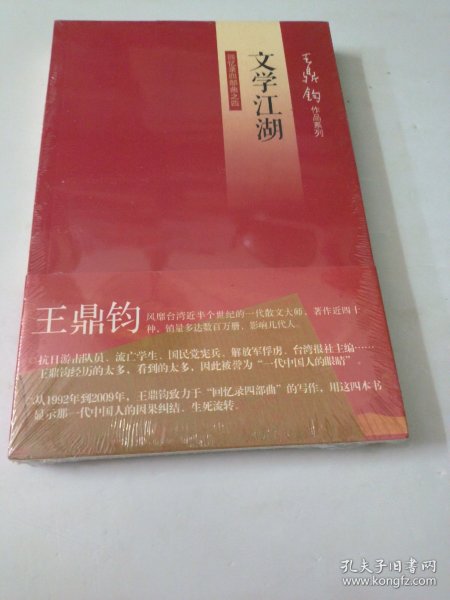 王鼎钧作品系列
文学江湖
回忆录四部曲之四
王鼎钧
风靡台湾近半个世纪的一代散文大师，著作近四十
种，销量多达数百万册，影响几代人。
抗日游击队员、流亡学生、国民党宪兵、解放军俘虏、台湾报社主编……
王鼎钧经历的太多、看到的太多，因此被誉为“一代中国人的眼睛”。
从1992年到2009年，王鼎钧致力于“回忆录四部曲”的写作，用这四本书
显示那一代中国人的因果纠结、生死流转。
孔夫子旧书网
www.kongfz.com